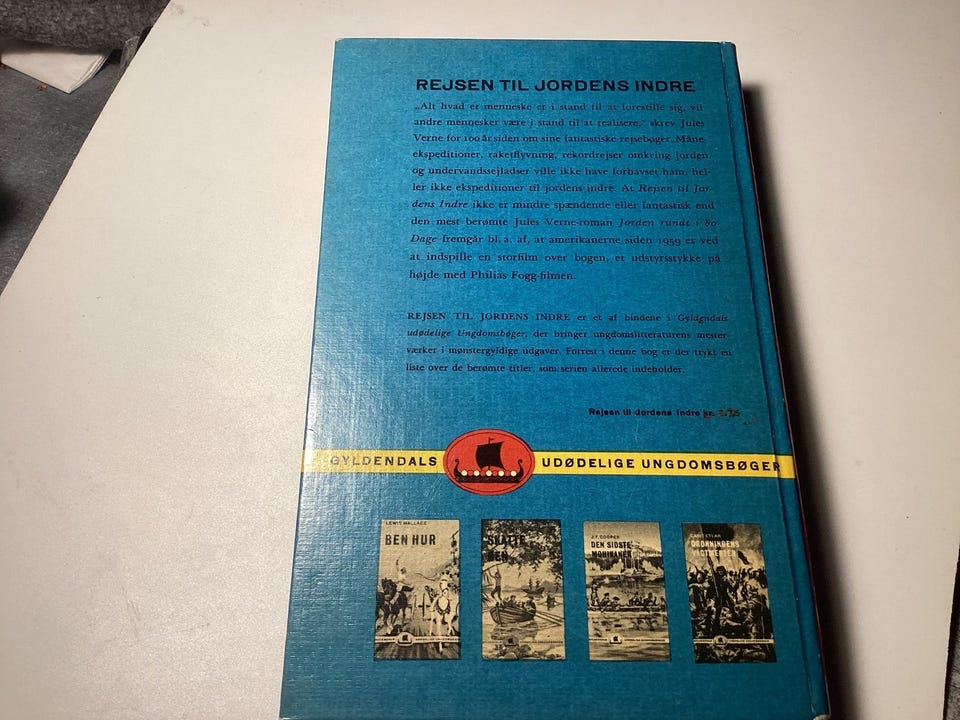 REJSEN TIL JORDENS INDRE
„Alt hvad et menneske er i stand til at forestille sig, vil
andre mennesker være i stand til at realisere,” skrev Jules
Verne for 100 år siden om sine fantastiske rejsebøger. Måne-
ekspeditioner, raketflyvning, rekordrejser omkring jorden
og undervandssejladser ville ikke have forbavset ham, hel-
ler ikke ekspeditioner til jordens indre. At Rejsen til Jor-
dens Indre ikke er mindre spændende eller fantastisk end
den mest berømte Jules Verne-roman Jorden rundt i 80
Dage fremgår bl. a. af, at amerikanerne siden 1959 er ved
at indspille en storfilm over bogen, et udstyrsstykke på
højde med Philias Fogg-filmen.
REJSEN TIL JORDENS INDRE er et af bindene i Gyldendals
udødelige Ungdomsbøger, der bringer ungdomslitteraturens mester-
værker i mønstergyldige udgaver. Forrest i denne bog er der trykt en
liste over de berømte titler, som serien allerede indeholder.
Rejsen til Jordens Indre kr.
GYLDENDALS UDØDELIGE UNGDOMSBØGER
LEWIS WALLACE
BEN HUR
SKATTE
ØEN
J.F. COOPER
DEN SIDSTE
MOHIKANER
CARIT ETLAR
DRONNINGENS
VAGTMESTER